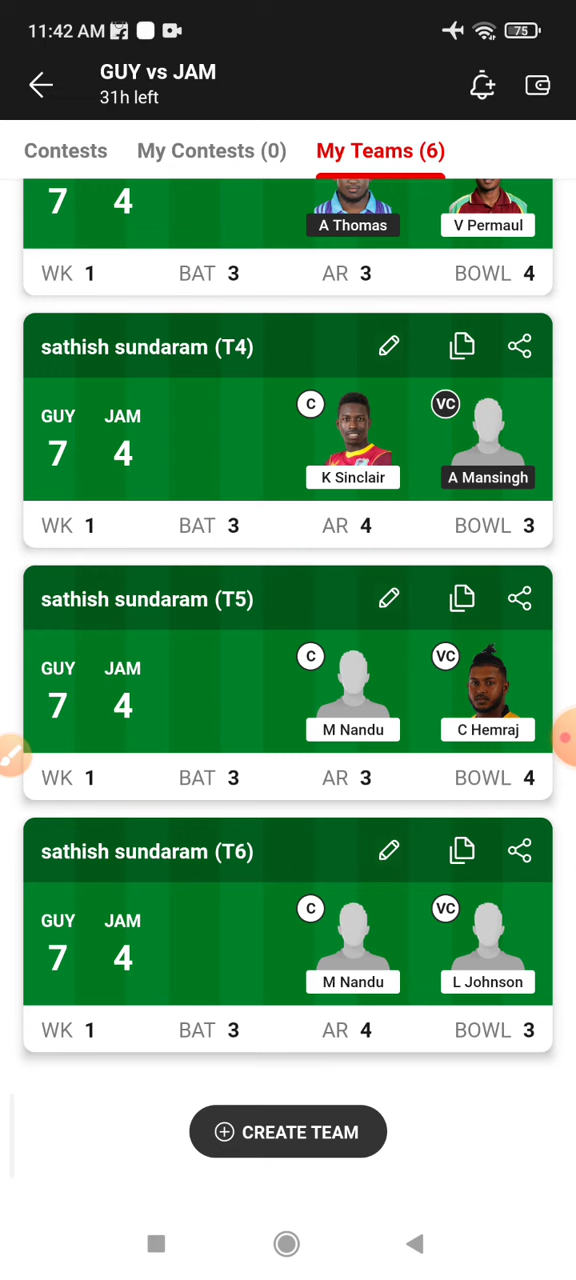 11:42 AM 75
GUY vs JAM
31h left
Contests My Contests (0) My Teams (6)
7 4 A Thomas V Permaul
WK 1 BAT 3 AR 3 BOWL 4
sathish sundaram (T4)
GUY JAM C VC
7 4 K Sinclair A Mansingh
WK 1 BAT 3 AR 4 BOWL 3
sathish sundaram (T5)
GUY JAM C VC
7 4 M Nandu C Hemraj
WK 1 BAT 3 AR 3 BOWL 4
sathish sundaram (T6)
GUY JAM C VC
7 4 M Nandu L Johnson
WK 1 BAT 3 AR 4 BOWL 3
CREATE TEAM